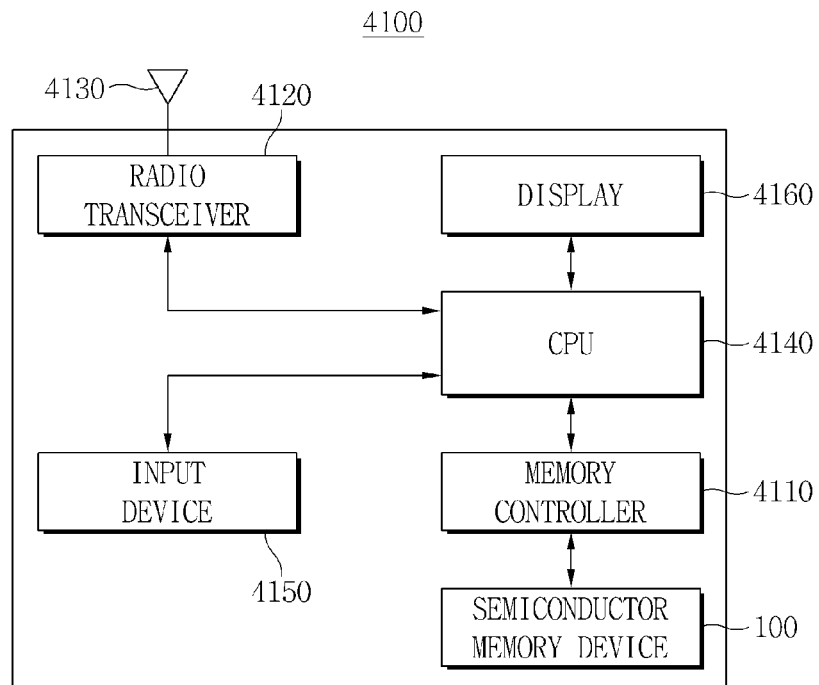 4100
4130
4120
RADIO
TRANSCEIVER
DISPLAY
4160
CPU
4140
INPUT
DEVICE
4150
MEMORY
CONTROLLER
4110
SEMICONDUCTOR
MEMORY DEVICE
100